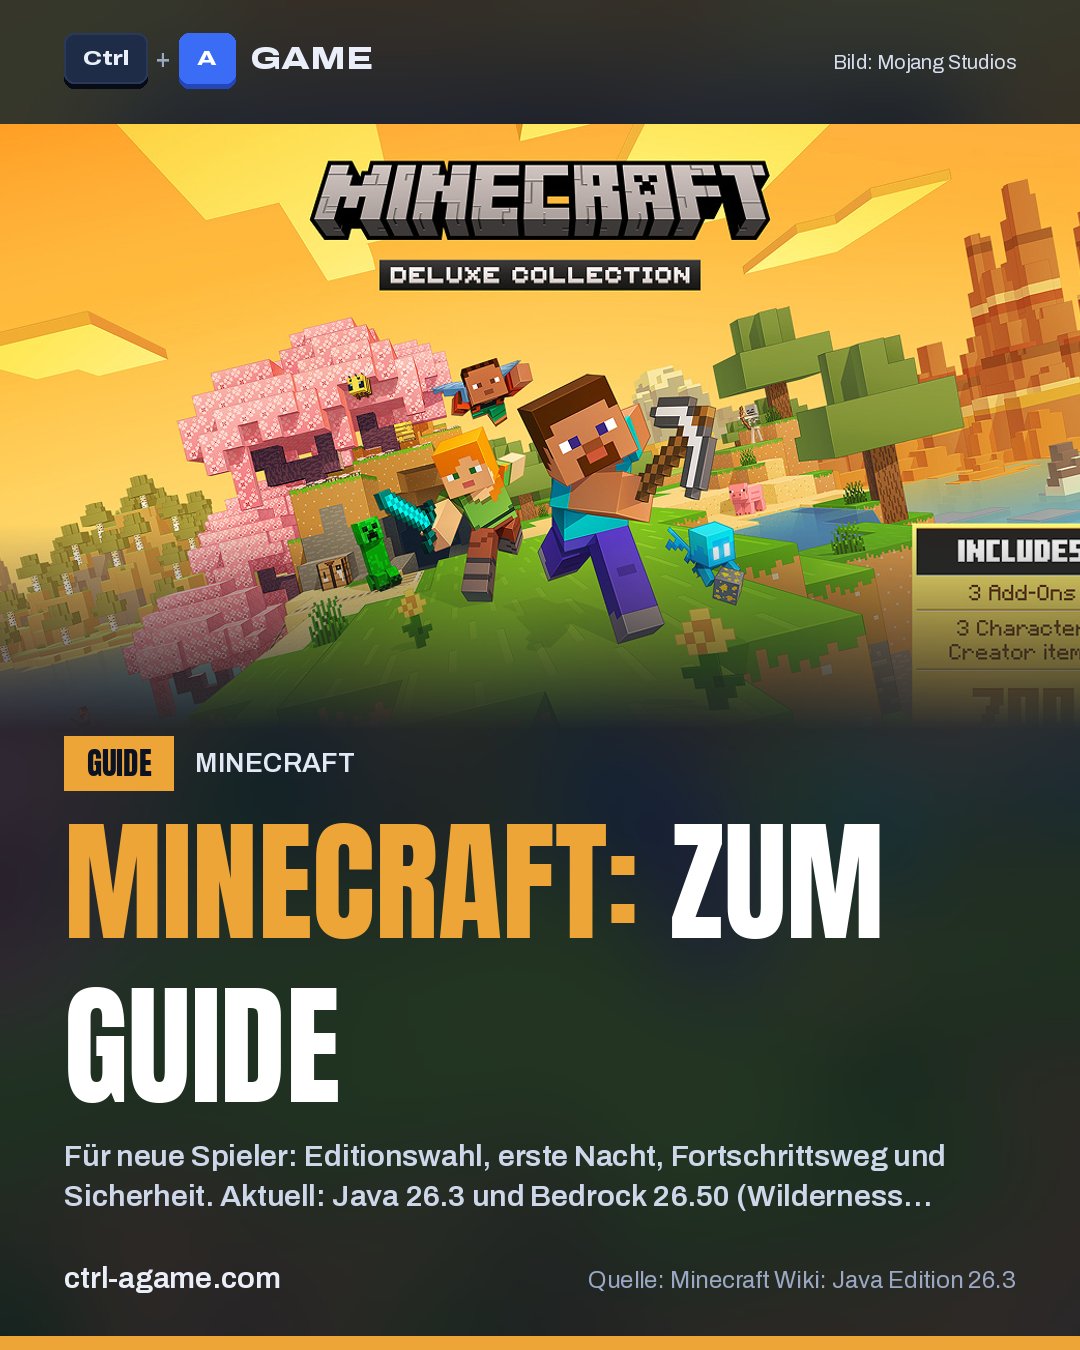 Ctrl + A GAME
Bild: Mojang Studios
MINECRAFT
DELUXE COLLECTION
INCLUDES
3 Add-Ons
3 Character
Creator item
700
GUIDE MINECRAFT
MINECRAFT: ZUM
GUIDE
Für neue Spieler: Editionswahl, erste Nacht, Fortschrittsweg und
Sicherheit. Aktuell: Java 26.3 und Bedrock 26.50 (Wilderness…
ctrl-agame.com
Quelle: Minecraft Wiki: Java Edition 26.3